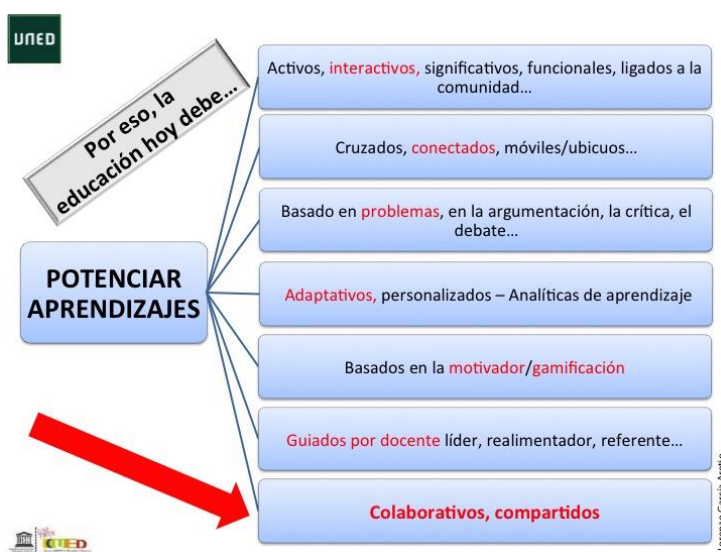 UNED
Por eso, la
educación hoy debe…
POTENCIAR
APRENDIZAJES
Activos, interactivos, significativos, funcionales, ligados a la
comunidad…
Cruzados, conectados, móviles/ubicuos…
Basado en problemas, en la argumentación, la crítica, el
debate…
Adaptativos, personalizados – Analíticas de aprendizaje
Basados en la motivador/gamificación
Guiados por docente líder, realimentador, referente…
Colaborativos, compartidos
García Aretio